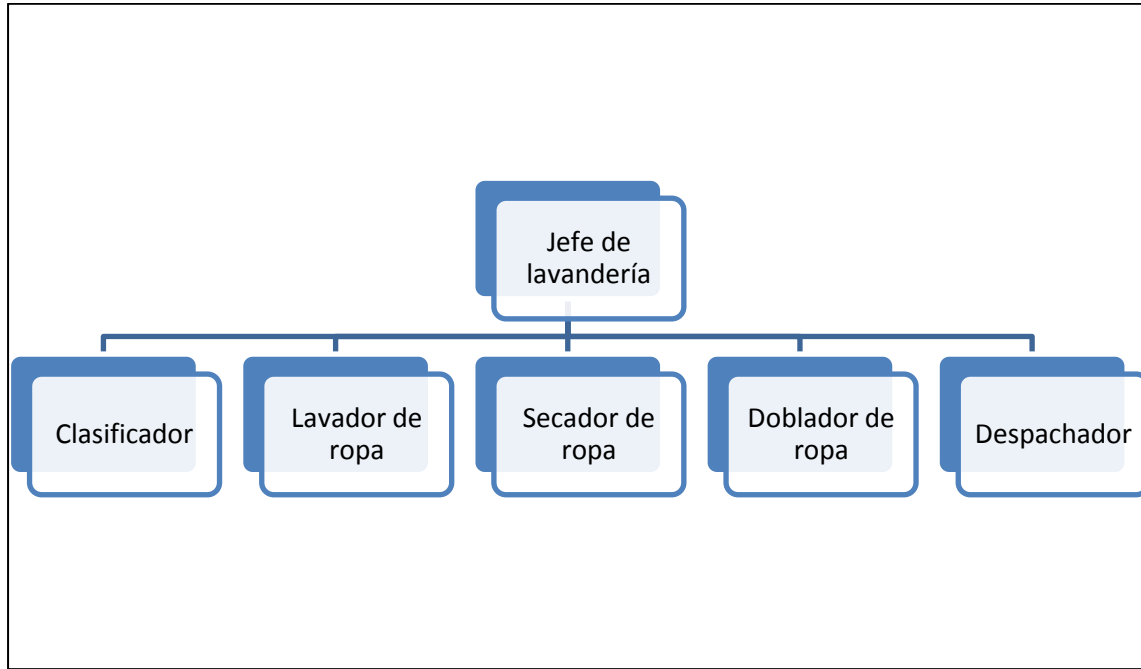 Jefe de
lavandería
Clasificador
Lavador de
ropa
Secador de
ropa
Doblador de
ropa
Despachador